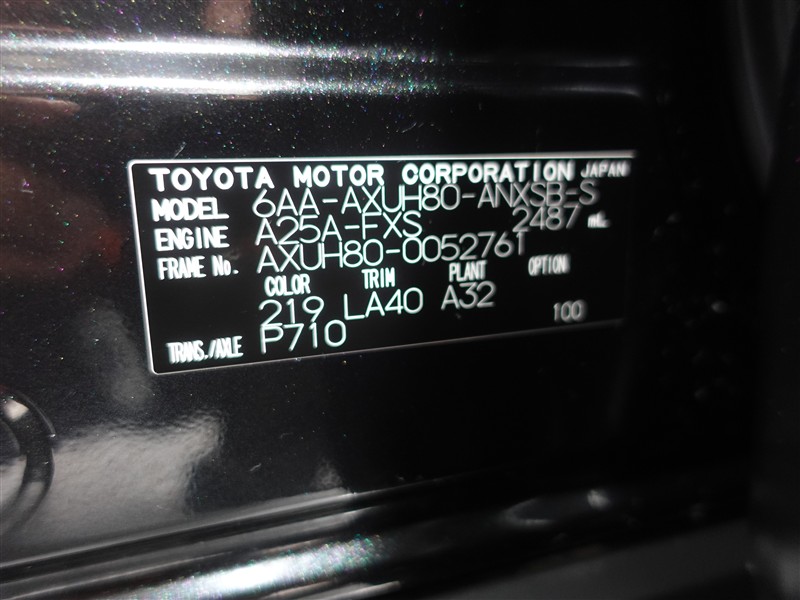 TOYOTA MOTOR CORPORATION JAPAN
MODEL 6AA-AXUH80-ANXSB-S
ENGINE A25A-FXS 2487 mL
FRAME No. AXUH80-0052761
COLOR TRIM PLANT OPTION
219 LA40 A32
TRANS./AXLE P710 100